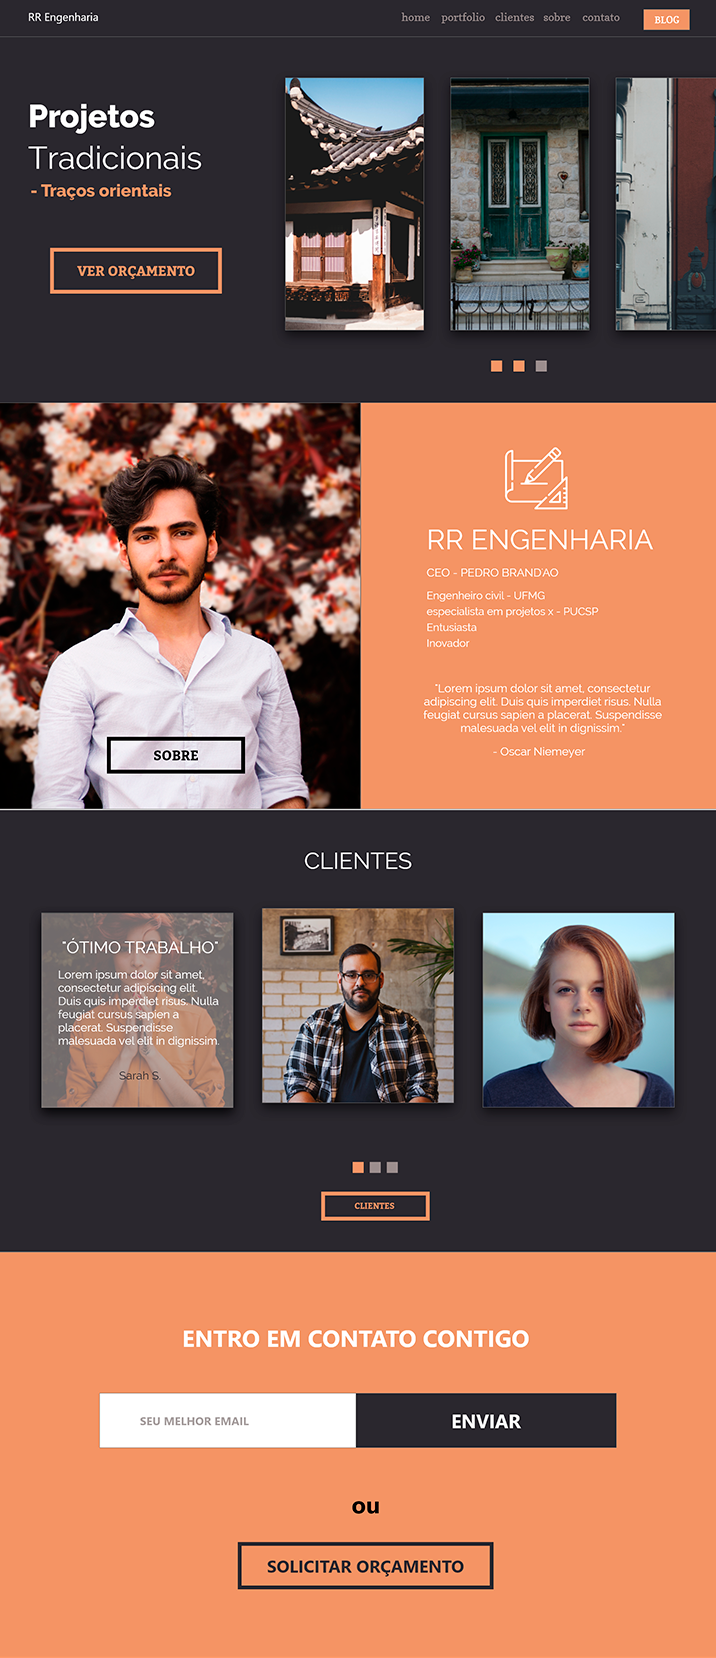 RR Engenharia
home portfolio clientes sobre contato BLOG
Projetos
Tradicionais
- Traços orientais
VER ORÇAMENTO
SOBRE
RR ENGENHARIA
CEO - PEDRO BRAND'AO
Engenheiro civil - UFMG
especialista em projetos x - PUCSP
Entusiasta
Inovador
"Lorem ipsum dolor sit amet, consectetur
adipiscing elit. Duis quis imperdiet risus. Nulla
feugiat cursus sapien a placerat. Suspendisse
malesuada vel elit in dignissim."
- Oscar Niemeyer
CLIENTES
"ÓTIMO TRABALHO"
Lorem ipsum dolor sit amet,
consectetur adipiscing elit.
Duis quis imperdiet risus. Nulla
feugiat cursus sapien a
placerat. Suspendisse
malesuada vel elit in dignissim.
Sarah S.
CLIENTES
ENTRO EM CONTATO CONTIGO
SEU MELHOR EMAIL
ENVIAR
ou
SOLICITAR ORÇAMENTO